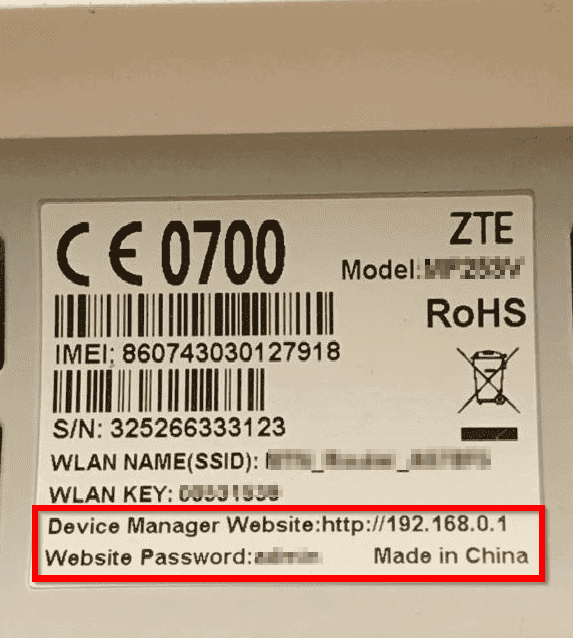 CE 0700
ZTE
Model:
RoHS
IMEI: 860743030127918
S/N: 325266333123
WLAN NAME(SSID):
WLAN KEY:
Device Manager Website:http://192.168.0.1
Website Password: Made in China